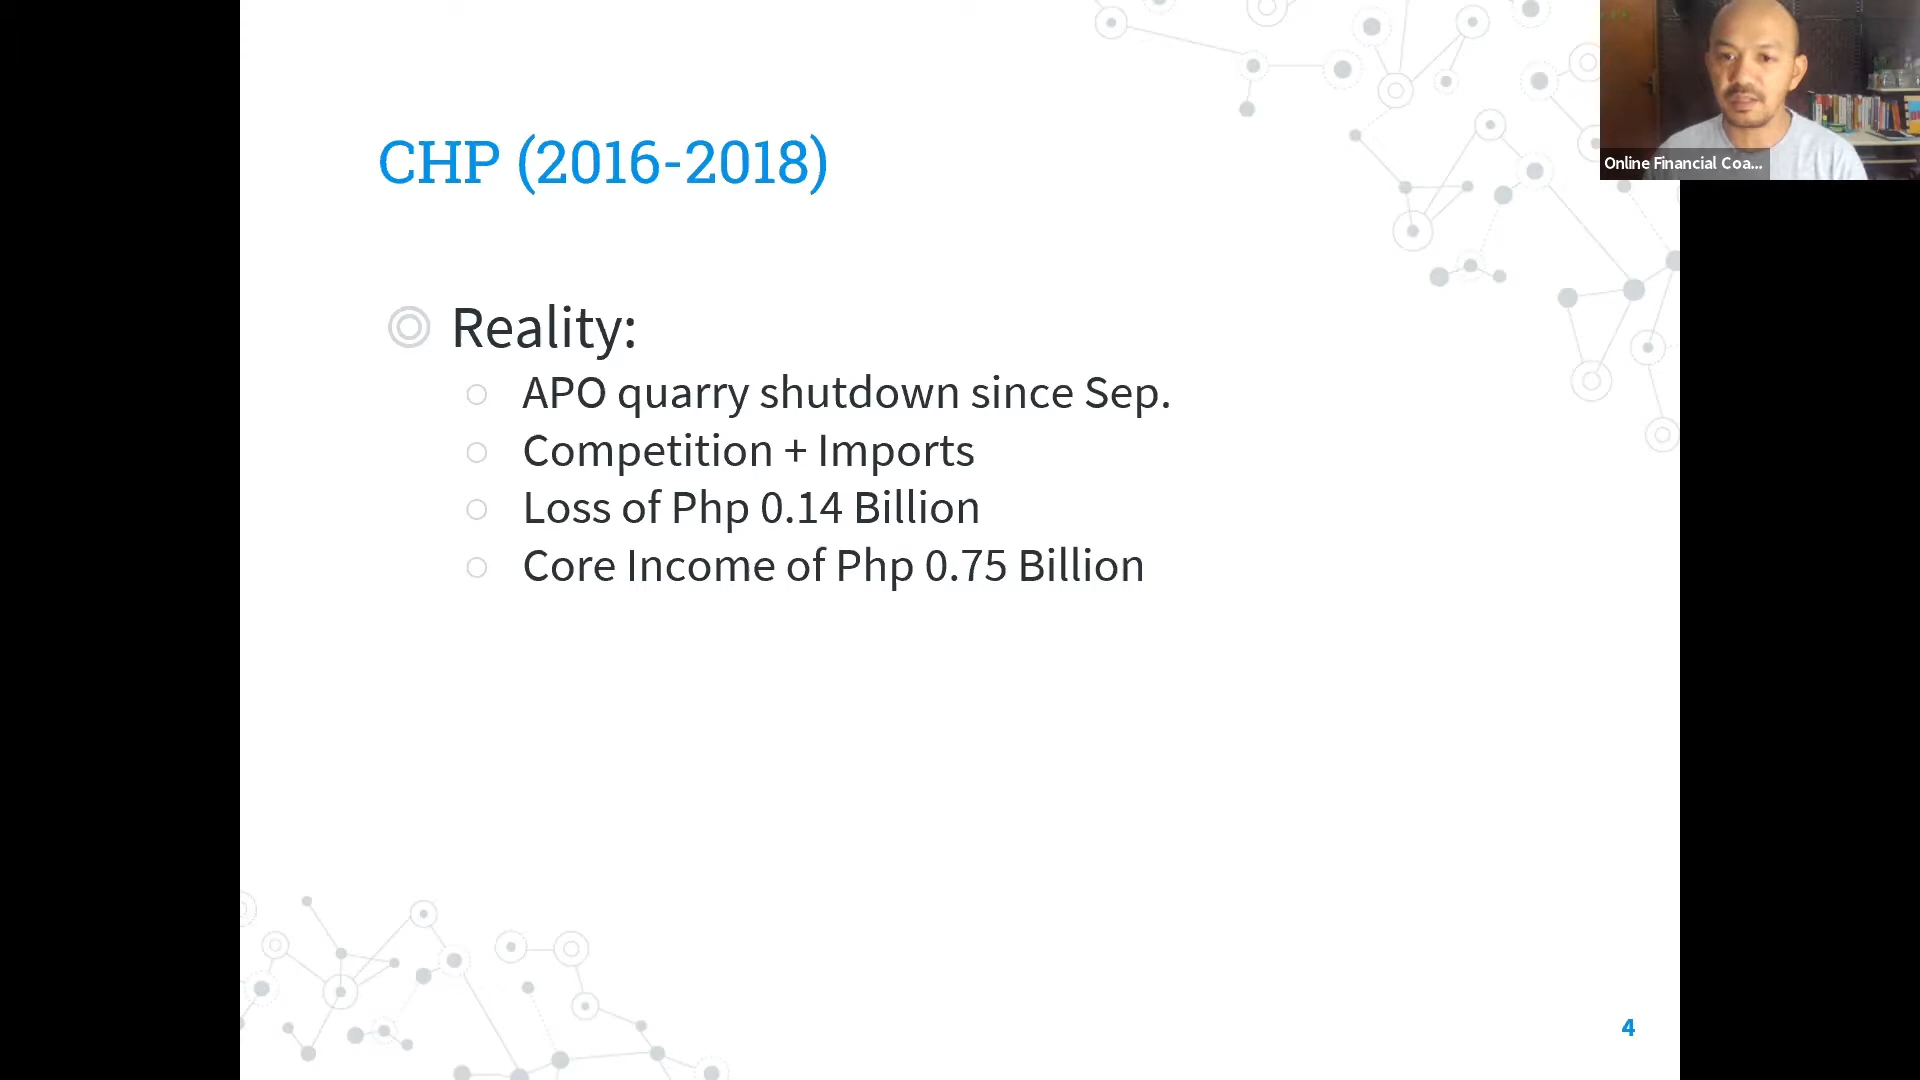 CHP (2016-2018)
Online Financial Coa...
Reality:
APO quarry shutdown since Sep.
Competition + Imports
Loss of Php 0.14 Billion
Core Income of Php 0.75 Billion
4